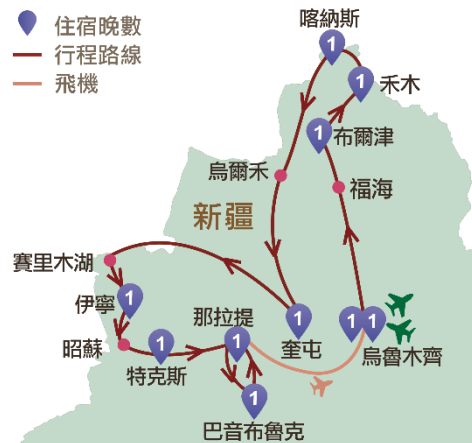 住宿晚數
行程路線
飛機
喀納斯
1
禾木
1
布爾津
1
烏爾禾
福海
新疆
賽里木湖
伊寧
1
昭蘇
特克斯
1
那拉提
1
奎屯
1
烏魯木齊
1
1
巴音布魯克
1